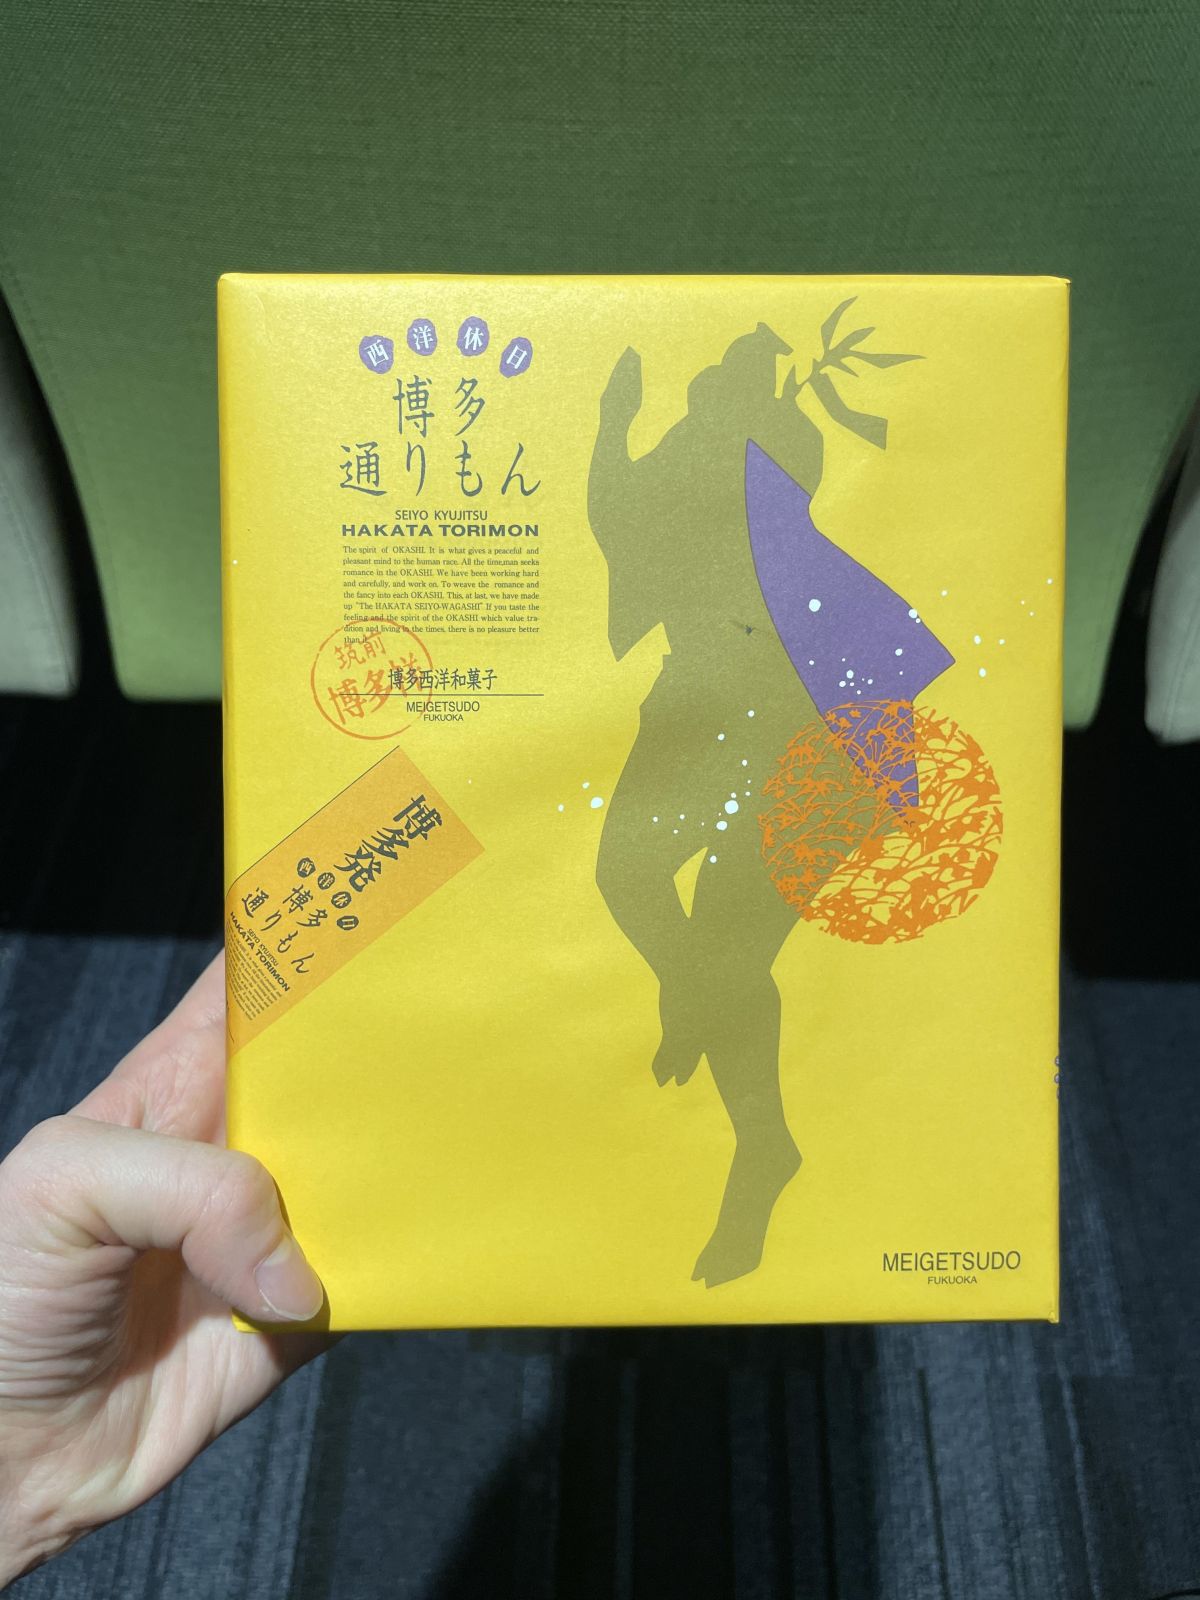 西洋休日
博多
通りもん
SEIYO KYUJITSU
HAKATA TORIMON
The spirit of OKASHI. It is what gives a peaceful and
pleasant mind to the human race. All the time,man seeks
romance in the OKASHI. We have been working hard
and carefully, and work on. To weave the romance and
the fancy into each OKASHI. This, at last, we have made
up "The HAKATA SEIYO-WAGASHI" If you taste the
feeling and the spirit of the OKASHI which value tra-
dition and living in the times, there is no pleasure better
than it.
筑前
博多
博多西洋和菓子
MEIGETSUDO
FUKUOKA
博多発
西洋休日
博多
通りもん
SEIYO KYUJITSU
HAKATA TORIMON
MEIGETSUDO
FUKUOKA